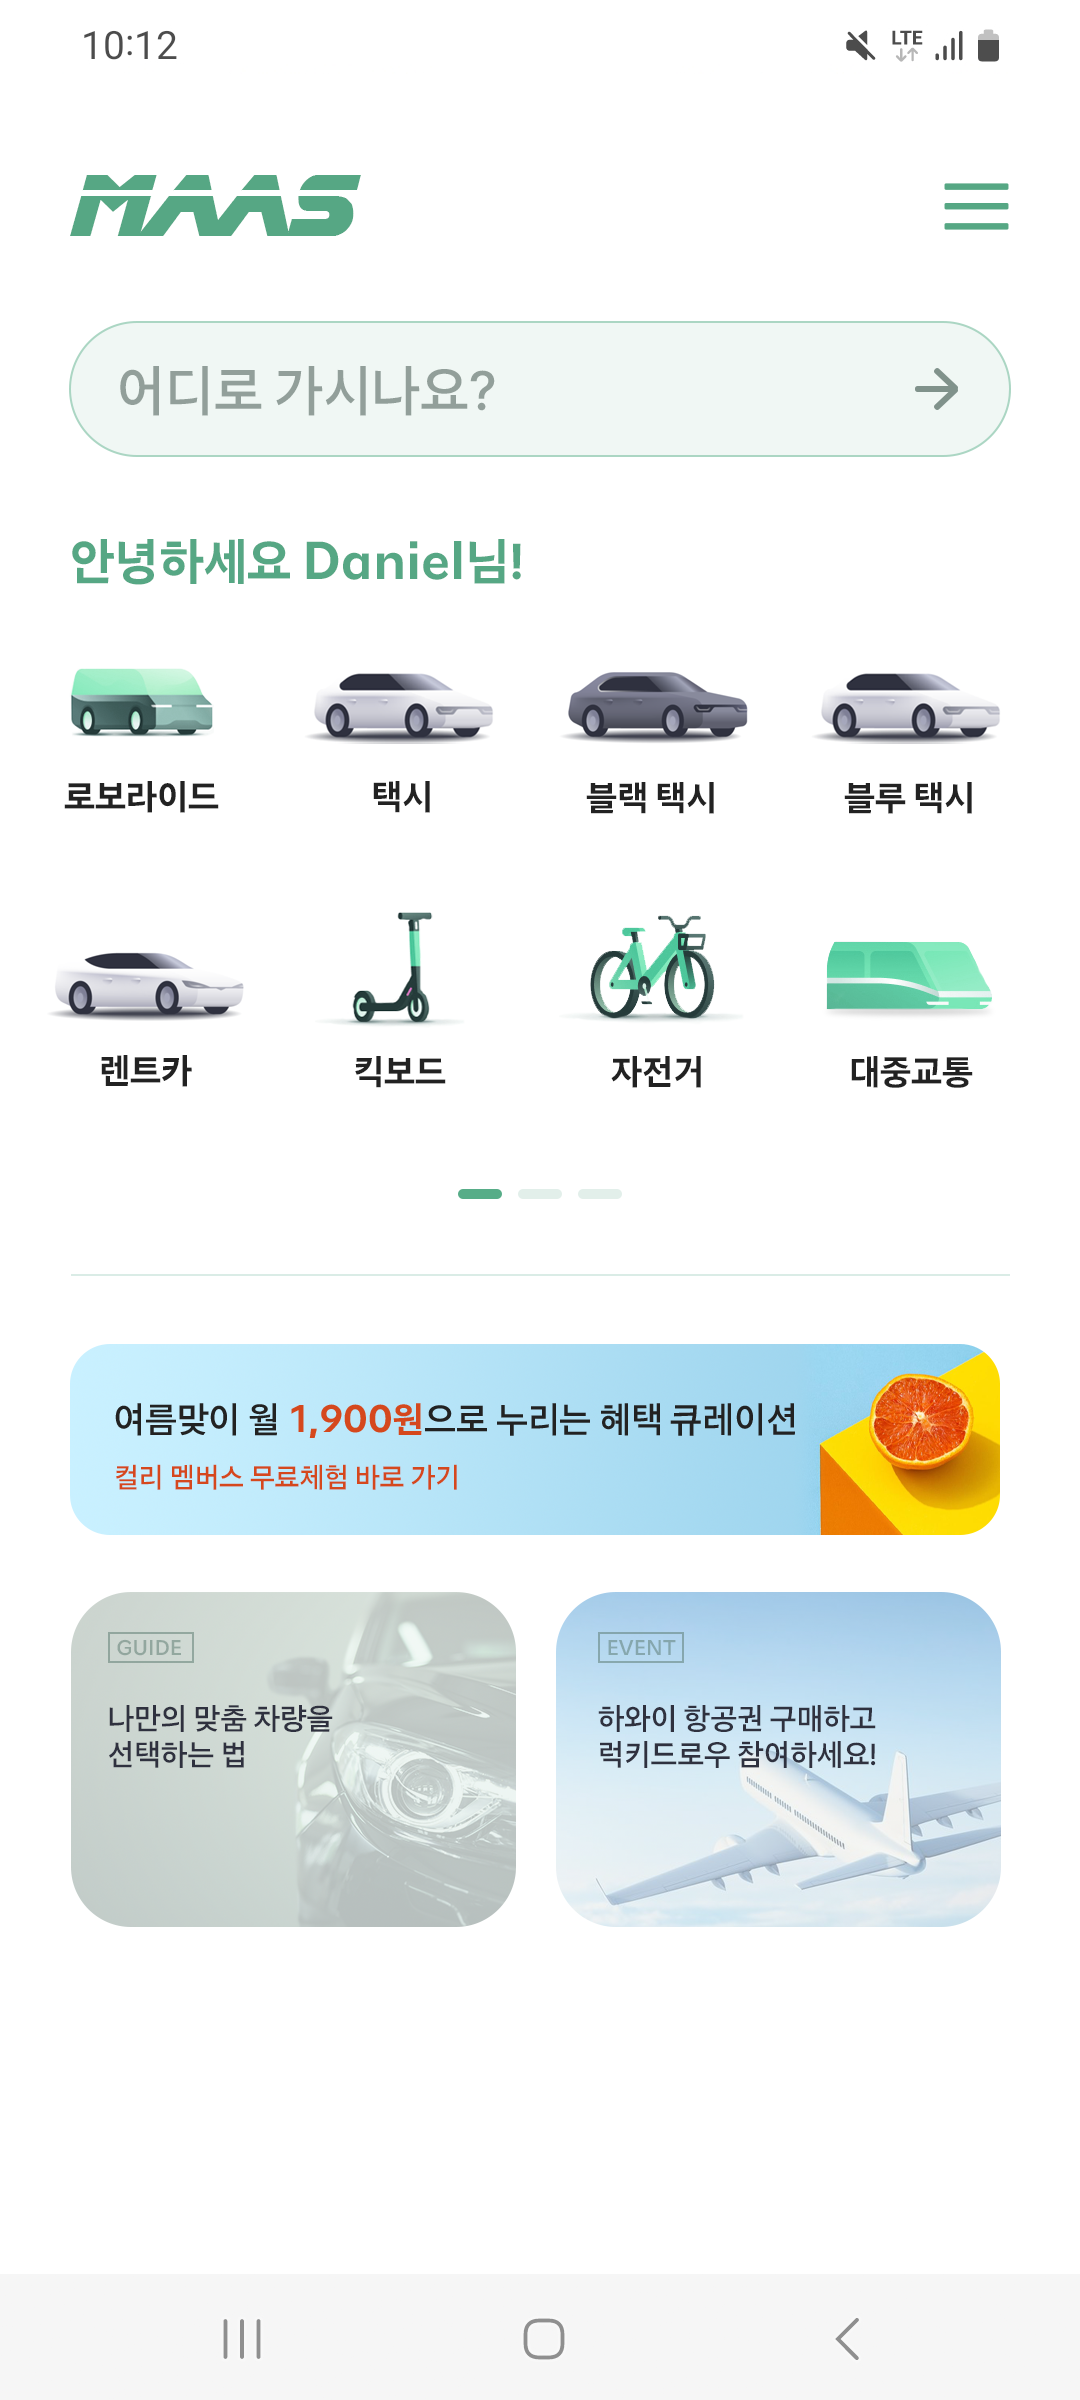 10:12
LTE
MAAS
어디로 가시나요?
안녕하세요 Daniel님!
로보라이드
택시
블랙 택시
블루 택시
렌트카
킥보드
자전거
대중교통
여름맞이 월 1,900원으로 누리는 혜택 큐레이션
컬리 멤버스 무료체험 바로 가기
GUIDE
나만의 맞춤 차량을
선택하는 법
EVENT
하와이 항공권 구매하고
럭키드로우 참여하세요!